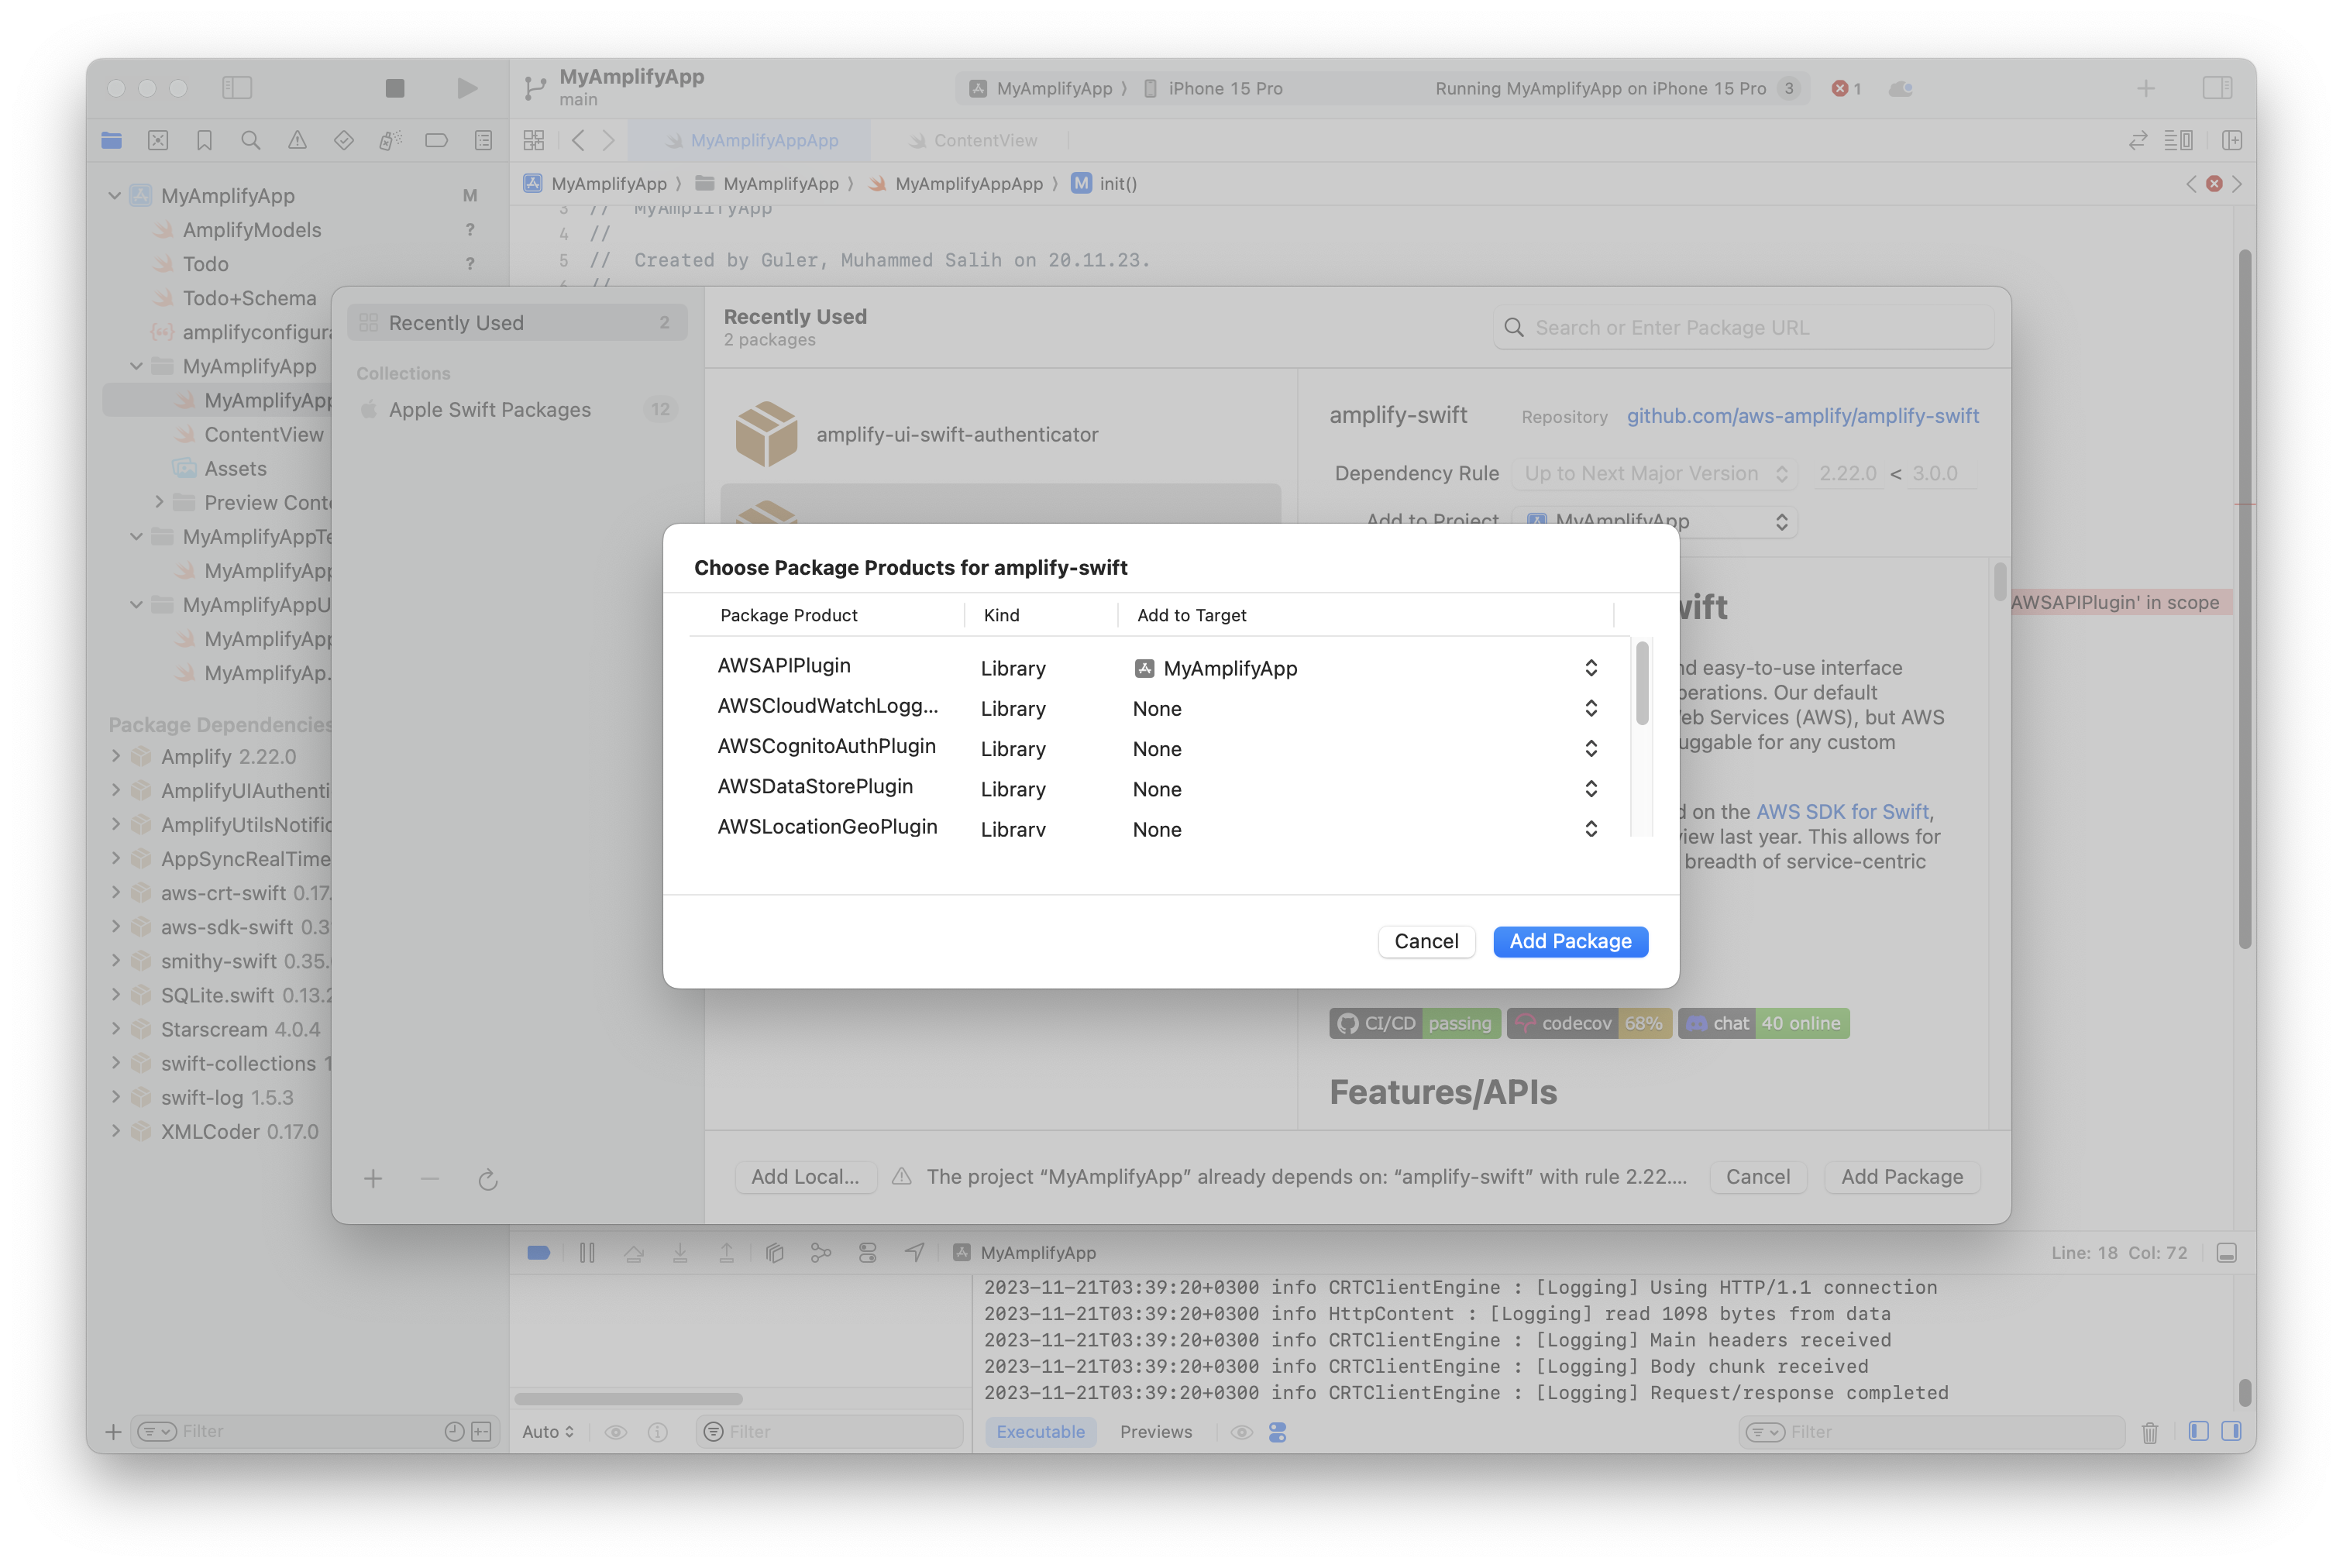 MyAmplifyApp
main
MyAmplifyApp
iPhone 15 Pro
Running MyAmplifyApp on iPhone 15 Pro
3
1
MyAmplifyAppApp
ContentView
MyAmplifyApp
MyAmplifyApp
MyAmplifyAppApp
M
init()
MyAmplifyApp M
AmplifyModels ?
Todo ?
Todo+Schema
amplifyconfigura
MyAmplifyApp
MyAmplifyApp
ContentView
Assets
Preview Conte
MyAmplifyAppTe
MyAmplifyApp
MyAmplifyAppU
MyAmplifyApp
MyAmplifyAp.
Package Dependencies
Amplify 2.22.0
AmplifyUIAuthenti
AmplifyUtilsNotific
AppSyncRealTime
aws-crt-swift 0.17.
aws-sdk-swift 0.3
smithy-swift 0.35.
SQLite.swift 0.13.2
Starscream 4.0.4
swift-collections 1
swift-log 1.5.3
XMLCoder 0.17.0
Filter
3 // MyAmplifyApp
4 //
5 // Created by Guler, Muhammed Salih on 20.11.23.
//
AWSAPIPlugin' in scope
Recently Used 2
Collections
Apple Swift Packages 12
Recently Used
2 packages
Search or Enter Package URL
amplify-ui-swift-authenticator
amplify-swift
Repository
github.com/aws-amplify/amplify-swift
Dependency Rule
Up to Next Major Version
2.22.0 < 3.0.0
Add to Project
MyAmplifyApp
wift
nd easy-to-use interface
perations. Our default
eb Services (AWS), but AWS
uggable for any custom
d on the AWS SDK for Swift,
iew last year. This allows for
breadth of service-centric
CI/CD passing
codecov 68%
chat 40 online
Features/APIs
Add Local...
The project “MyAmplifyApp” already depends on: “amplify-swift” with rule 2.22....
Cancel
Add Package
Choose Package Products for amplify-swift
Package Product Kind Add to Target
AWSAPIPlugin Library MyAmplifyApp
AWSCloudWatchLogg... Library None
AWSCognitoAuthPlugin Library None
AWSDataStorePlugin Library None
AWSLocationGeoPlugin Library None
Cancel
Add Package
MyAmplifyApp
Line: 18 Col: 72
2023-11-21T03:39:20+0300 info CRTClientEngine : [Logging] Using HTTP/1.1 connection
2023-11-21T03:39:20+0300 info HttpContent : [Logging] read 1098 bytes from data
2023-11-21T03:39:20+0300 info CRTClientEngine : [Logging] Main headers received
2023-11-21T03:39:20+0300 info CRTClientEngine : [Logging] Body chunk received
2023-11-21T03:39:20+0300 info CRTClientEngine : [Logging] Request/response completed
Auto
Filter
Executable
Previews
Filter